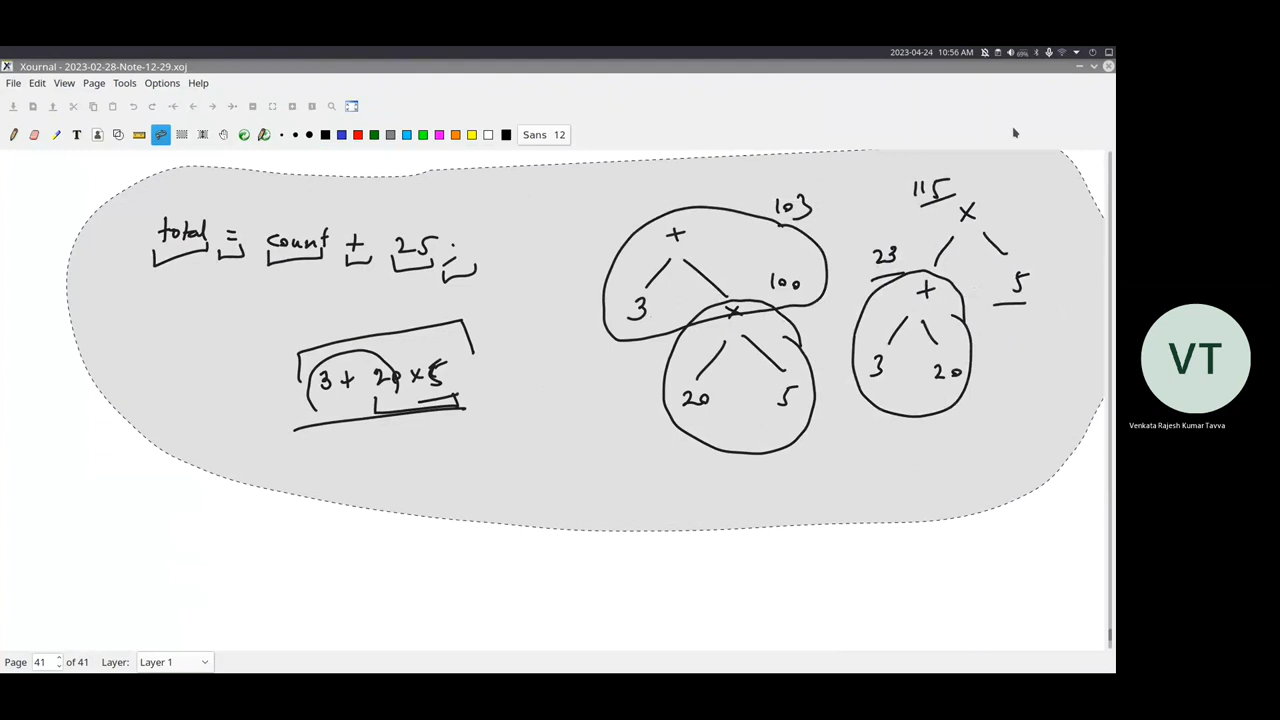 2023-04-24 10:56 AM
Xournal - 2023-02-28-Note-12-29.xoj
File Edit View Page Tools Options Help
T
Sans 12
total = count + 25 ;
3 + 20 × 5
103
+
3
100
×
20 5
115
×
23
+
5
3 20
VT
Venkata Rajesh Kumar Tavva
Page 41 of 41 Layer: Layer 1